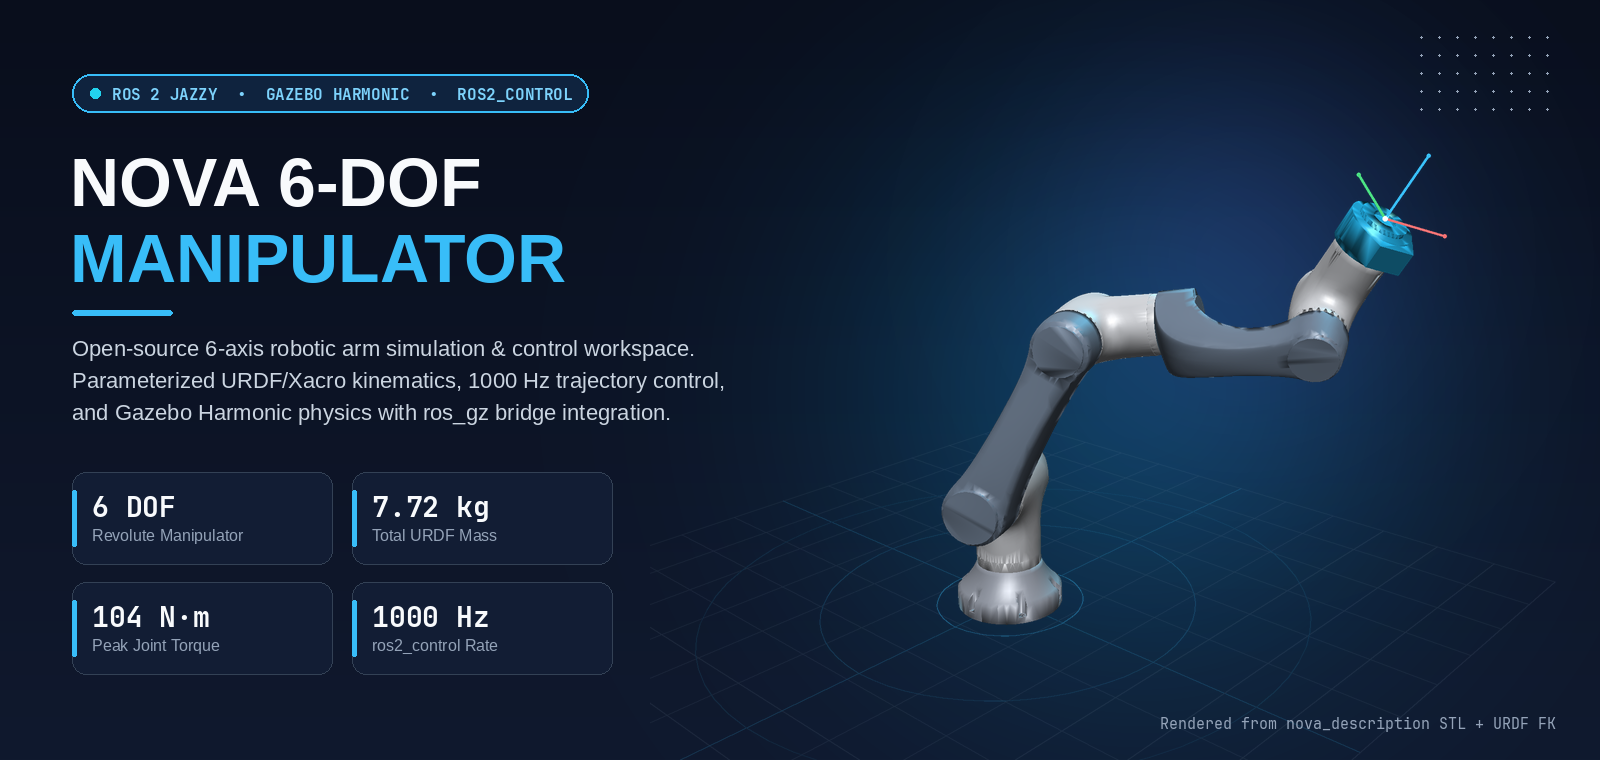 ROS 2 JAZZY • GAZEBO HARMONIC • ROS2_CONTROL
NOVA 6-DOF
MANIPULATOR
Open-source 6-axis robotic arm simulation & control workspace.
Parameterized URDF/Xacro kinematics, 1000 Hz trajectory control,
and Gazebo Harmonic physics with ros_gz bridge integration.
6 DOF
Revolute Manipulator
7.72 kg
Total URDF Mass
104 N·m
Peak Joint Torque
1000 Hz
ros2_control Rate
Rendered from nova_description STL + URDF FK